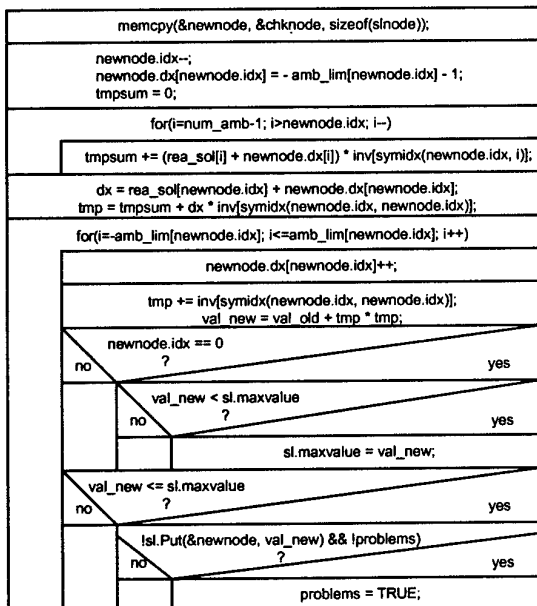 memcpy(&newnode, &chknode, sizeof(slnode));
newnode.idx--;
newnode.dx[newnode.idx] = - amb_lim[newnode.idx] - 1;
tmpsum = 0;
for(i=num_amb-1; i>newnode.idx; i--)
tmpsum += (rea_sol[i] + newnode.dx[i]) * inv[symidx(newnode.idx, i)];
dx = rea_sol[newnode.idx] + newnode.dx[newnode.idx];
tmp = tmpsum + dx * inv[symidx(newnode.idx, newnode.idx)];
for(i=-amb_lim[newnode.idx]; i<=amb_lim[newnode.idx]; i++)
newnode.dx[newnode.idx]++;
tmp += inv[symidx(newnode.idx, newnode.idx)];
val_new = val_old + tmp * tmp;
newnode.idx == 0
?
no
yes
val_new < sl.maxvalue
?
no
yes
sl.maxvalue = val_new;
val_new <= sl.maxvalue
?
no
yes
!sl.Put(&newnode, val_new) && !problems)
?
no
yes
problems = TRUE;